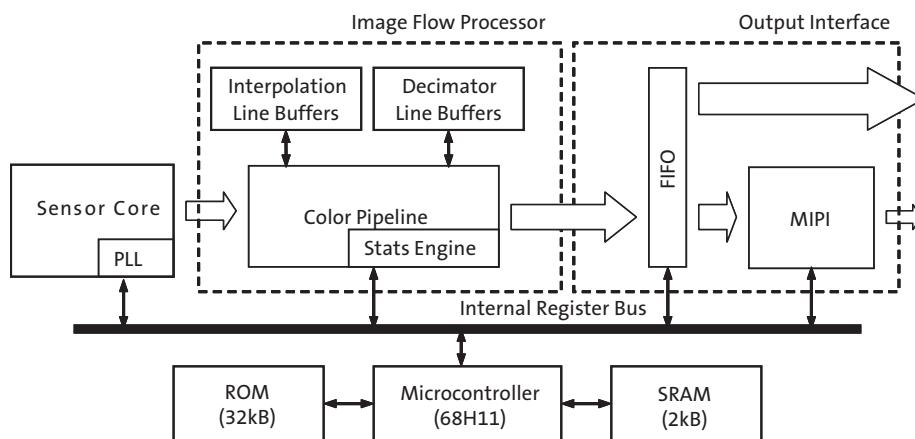 Image Flow Processor
Output Interface
Interpolation
Line Buffers
Decimator
Line Buffers
Sensor Core
PLL
Color Pipeline
Stats Engine
FIFO
MIPI
Internal Register Bus
ROM
(32kB)
Microcontroller
(68H11)
SRAM
(2kB)